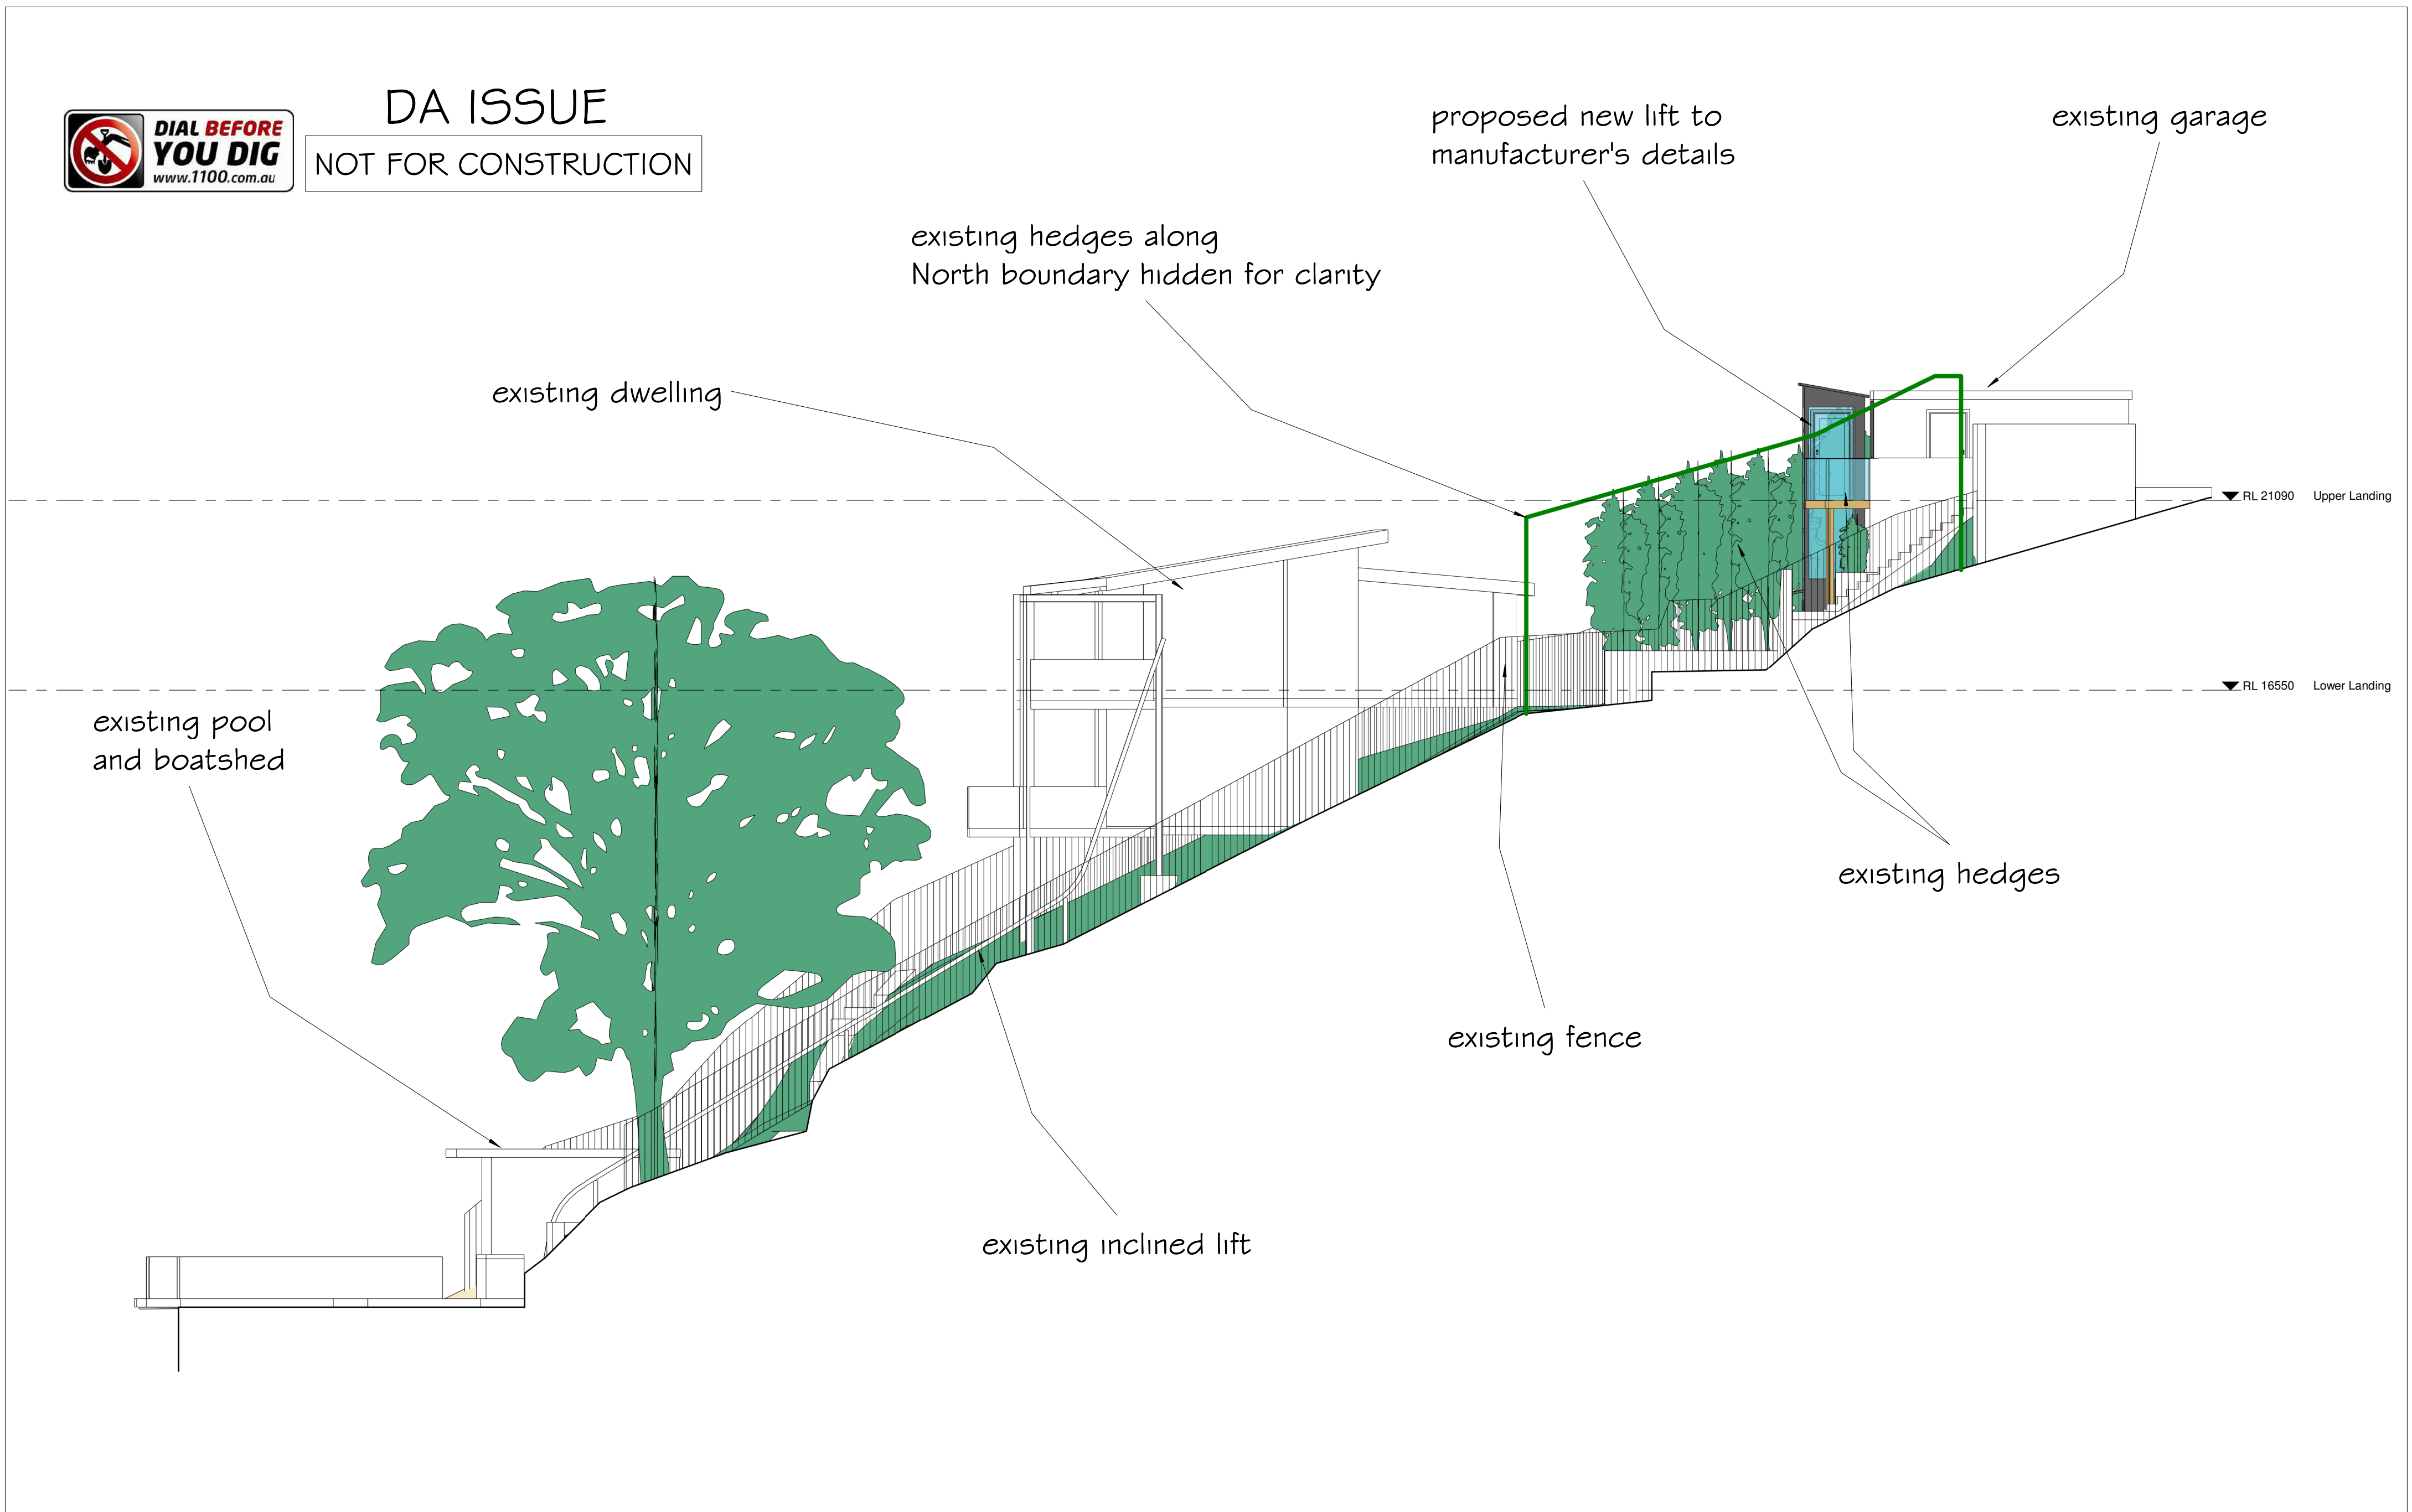 DA ISSUE
DIAL BEFORE
YOU DIG
www.1100.com.au
NOT FOR CONSTRUCTION
proposed new lift to
manufacturer's details
existing garage
existing hedges along
North boundary hidden for clarity
existing dwelling
RL 21090 Upper Landing
RL 16550 Lower Landing
existing pool
and boatshed
existing hedges
existing fence
existing inclined lift